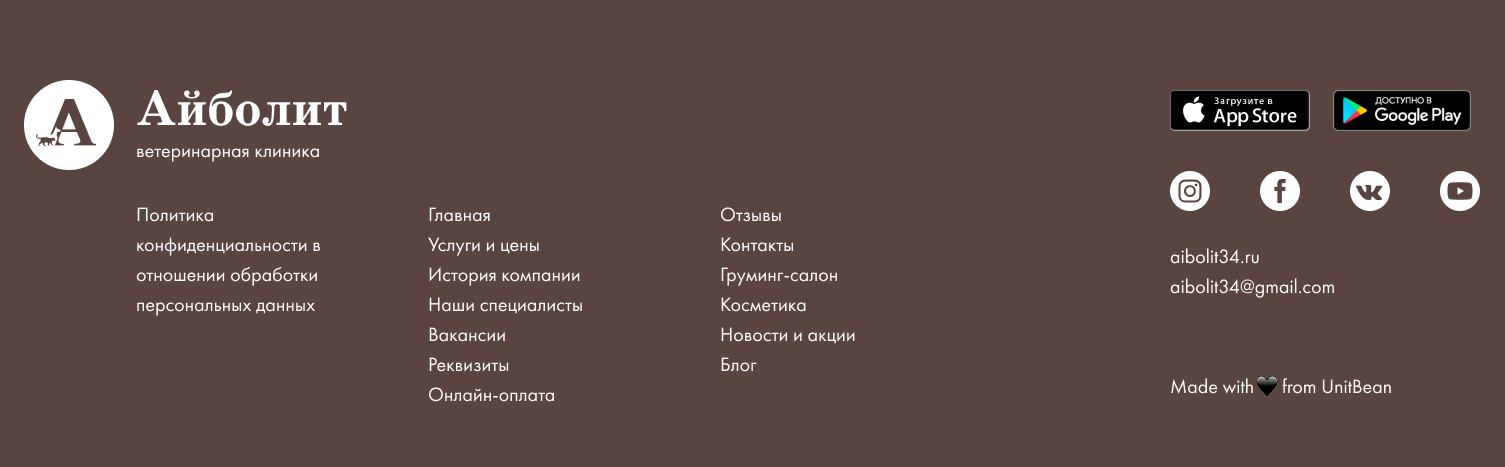 А
Айболит
ветеринарная клиника
Политика
конфиденциальности в
отношении обработки
персональных данных
Главная
Услуги и цены
История компании
Наши специалисты
Вакансии
Реквизиты
Онлайн-оплата
Отзывы
Контакты
Груминг-салон
Косметика
Новости и акции
Блог
Загрузите в
App Store
ДОСТУПНО В
Google Play
aibolit34.ru
aibolit34@gmail.com
Made with🖤from UnitBean